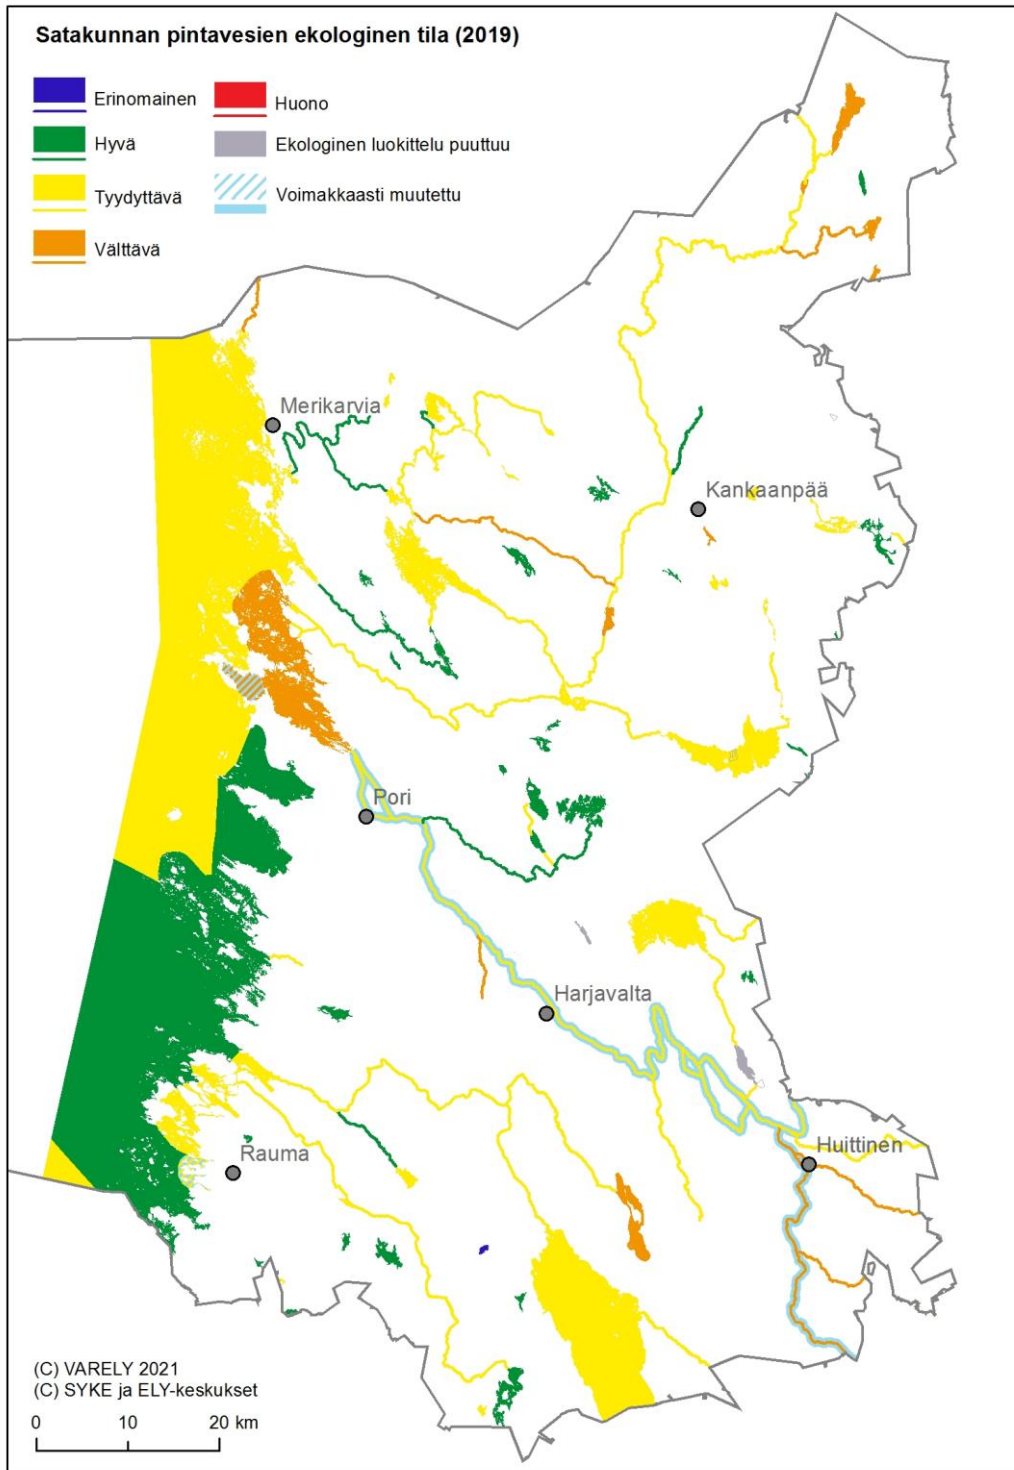 Satakunnan pintavesien ekologinen tila (2019)
Erinomainen
Hyvä
Tyydyttävä
Välttävä
Huono
Ekologinen luokittelu puuttuu
Voimakkaasti muutettu
Merikarvia
Kankaanpää
Pori
Harjavalta
Rauma
Huittinen
(C) VARELY 2021
(C) SYKE ja ELY-keskukset
0 10 20 km